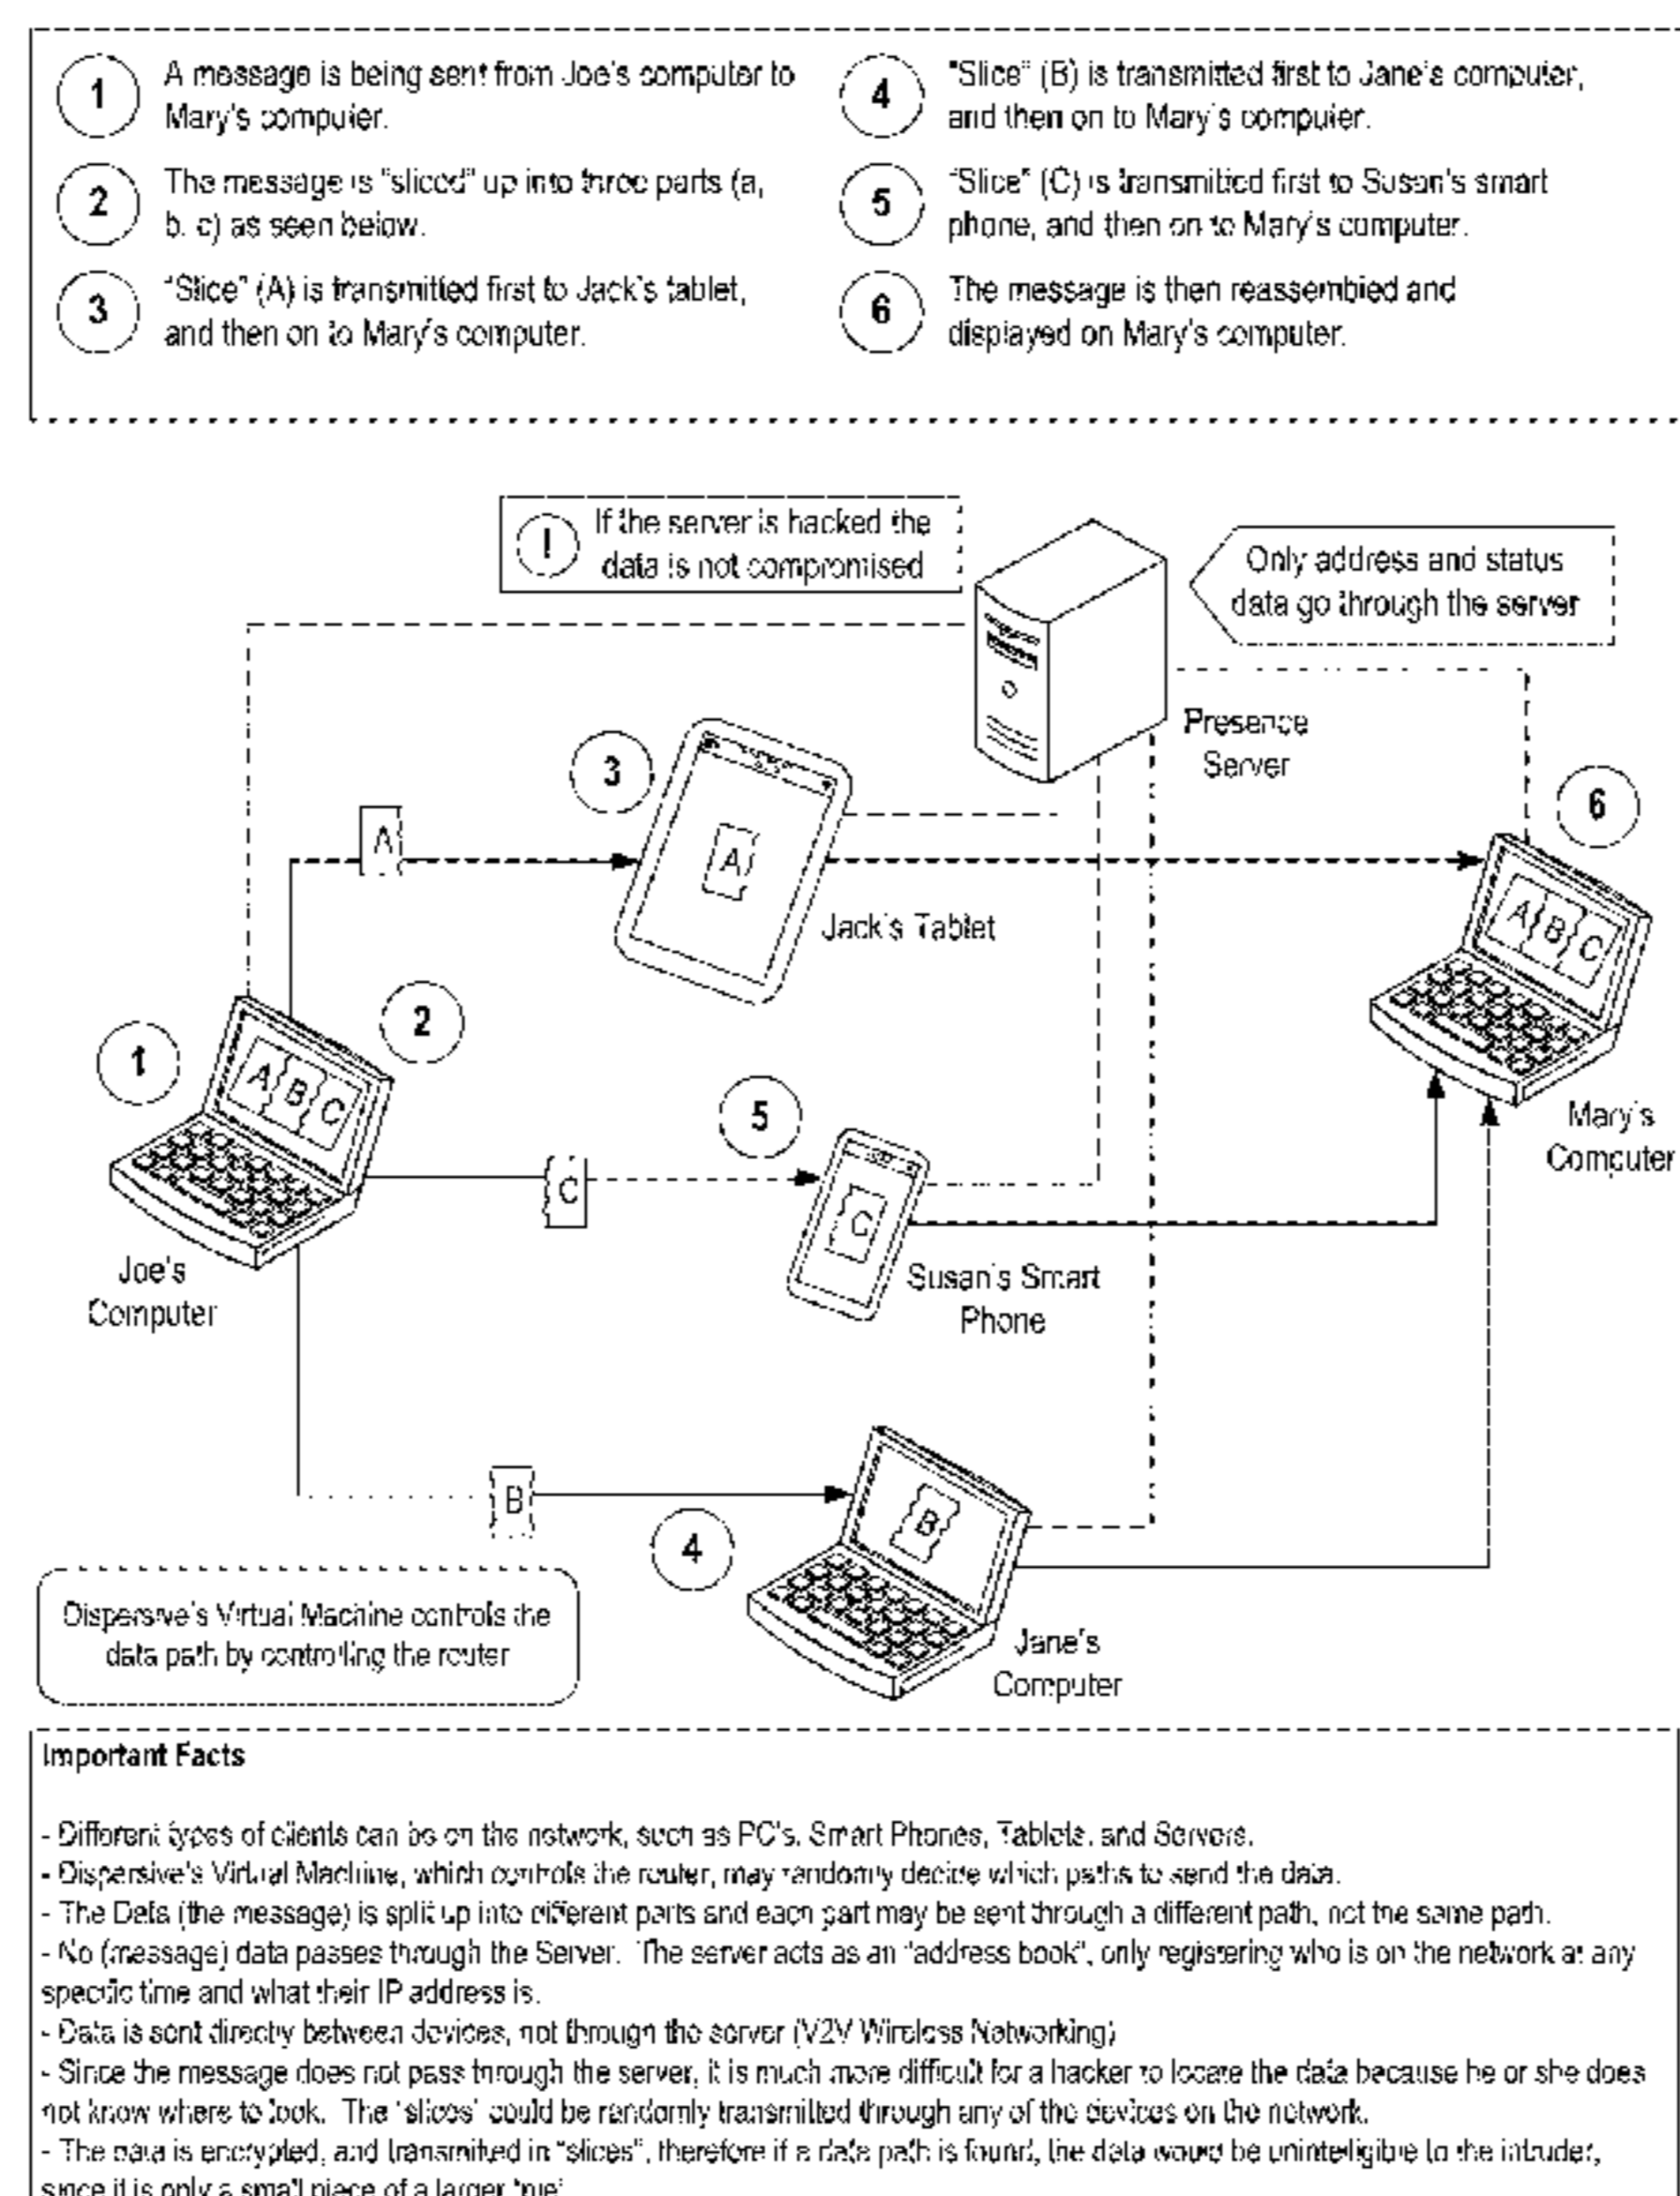 1 A message is being sent from Joe's computer to
Mary's computer.
2 The message is "sliced" up into three parts (a,
b, c) as seen below.
3 "Slice" (A) is transmitted first to Jack's tablet,
and then on to Mary's computer.
4 "Slice" (B) is transmitted first to Jane's computer,
and then on to Mary's computer.
5 "Slice" (C) is transmitted first to Susan's smart
phone, and then on to Mary's computer.
6 The message is then reassembled and
displayed on Mary's computer.
! If the server is hacked the
data is not compromised
Only address and status
data go through the server
Presence
Server
3
6
A
A
Jack's Tablet
A B C
2
1
A B C
5
Mary's
Computer
C
C
Joe's
Computer
Susan's Smart
Phone
B
B
4
Dispersive's Virtual Machine controls the
data path by controlling the router
Jane's
Computer
Important Facts
- Different types of clients can be on the network, such as PC's, Smart Phones, Tablets, and Servers.
- Dispersive's Virtual Machine, which controls the router, may randomly decide which paths to send the data.
- The Data (the message) is split up into different parts and each part may be sent through a different path, not the same path.
- No (message) data passes through the Server. The server acts as an "address book", only registering who is on the network at any
specific time and what their IP address is.
- Data is sent directly between devices, not through the server (V2V Wireless Networking)
- Since the message does not pass through the server, it is much more difficult for a hacker to locate the data because he or she does
not know where to look. The 'slices' could be randomly transmitted through any of the devices on the network.
- The data is encrypted, and transmitted in "slices", therefore if a data path is found, the data would be unintelligible to the intruder,
since it is only a small piece of a larger